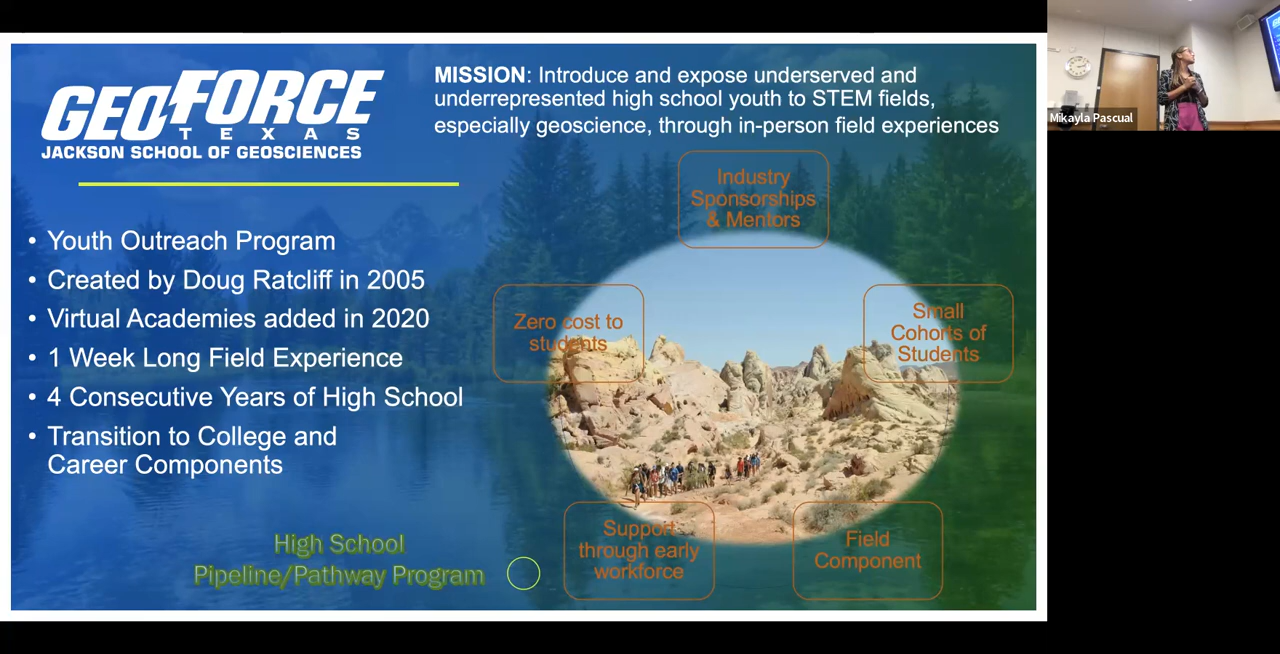 GEOFORCE
TEXAS
JACKSON SCHOOL OF GEOSCIENCES
MISSION: Introduce and expose underserved and
underrepresented high school youth to STEM fields,
especially geoscience, through in-person field experiences
• Youth Outreach Program
• Created by Doug Ratcliff in 2005
• Virtual Academies added in 2020
• 1 Week Long Field Experience
• 4 Consecutive Years of High School
• Transition to College and
Career Components
High School
Pipeline/Pathway Program
Industry
Sponsorships
& Mentors
Zero cost to
students
Small
Cohorts of
Students
Support
through early
workforce
Field
Component
Mikayla Pascual